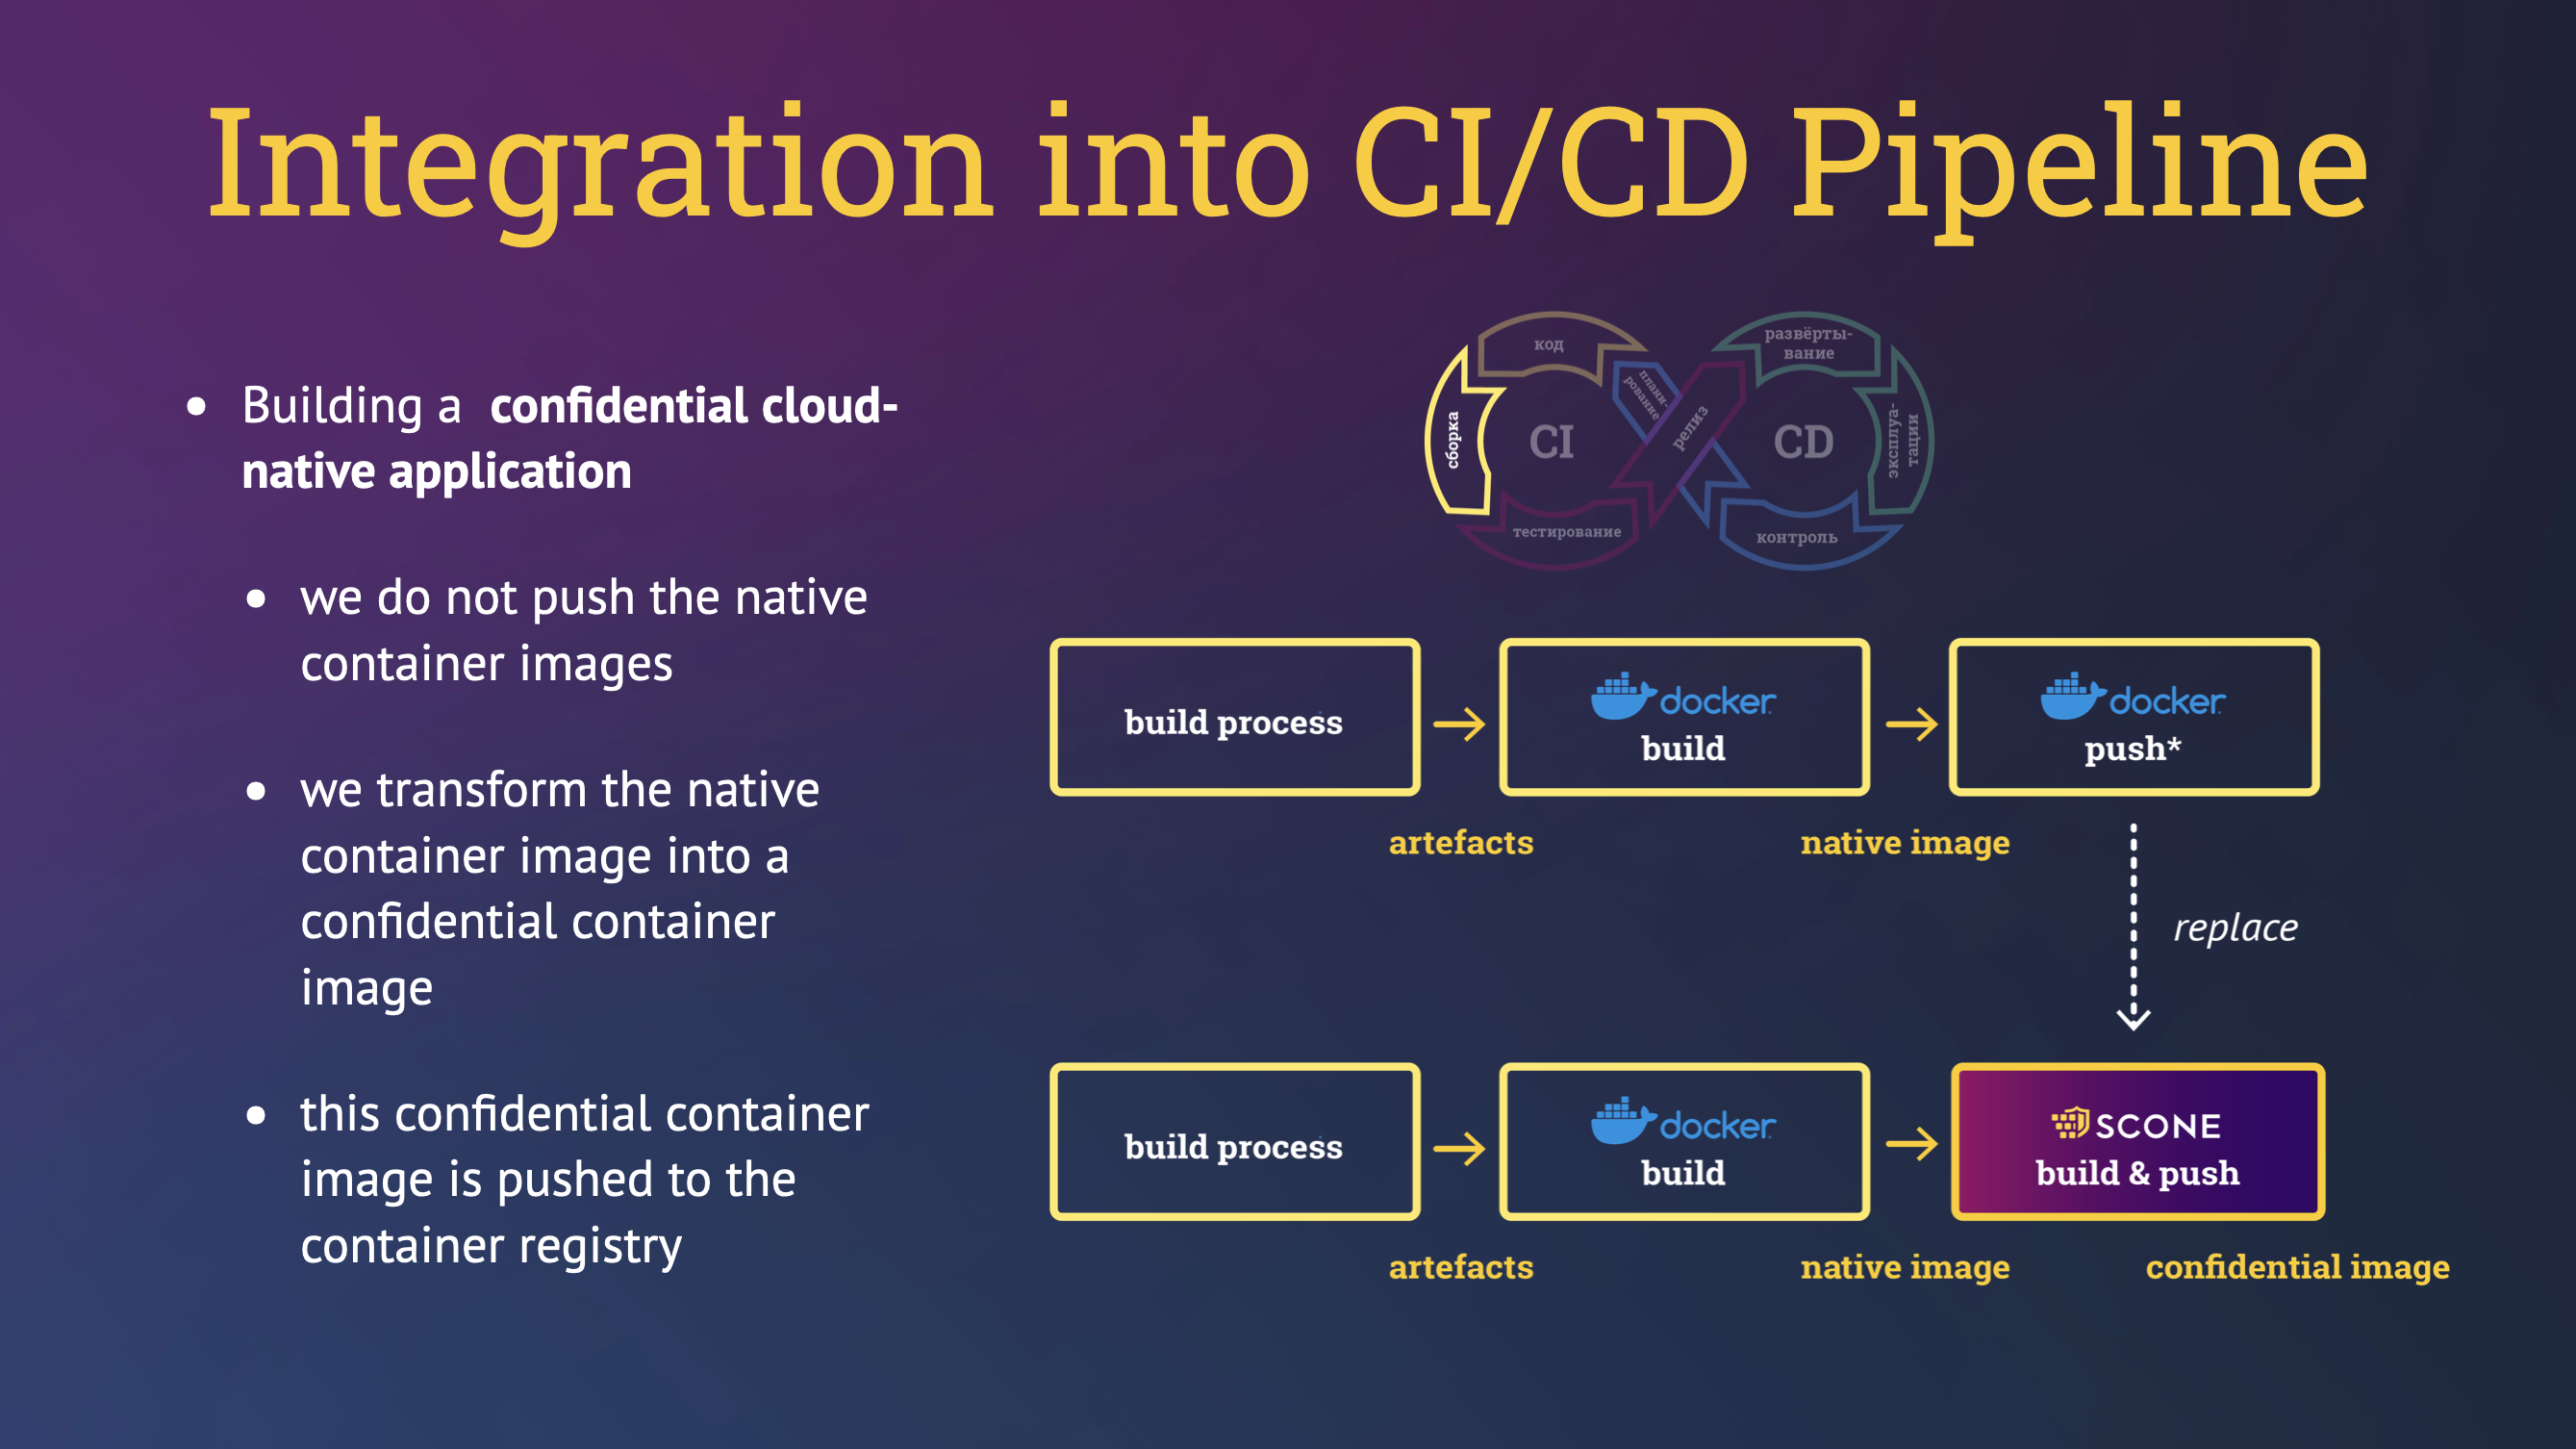 Integration into CI/CD Pipeline
• Building a confidential cloud-
native application
• we do not push the native
container images
• we transform the native
container image into a
confidential container
image
• this confidential container
image is pushed to the
container registry
код
плани-
рование
развёрты-
вание
сборка
CI
релиз
CD
эксплуа-
тации
тестирование
контроль
build process
docker
build
docker
push*
artefacts
native image
replace
build process
docker
build
SCONE
build & push
artefacts
native image
confidential image